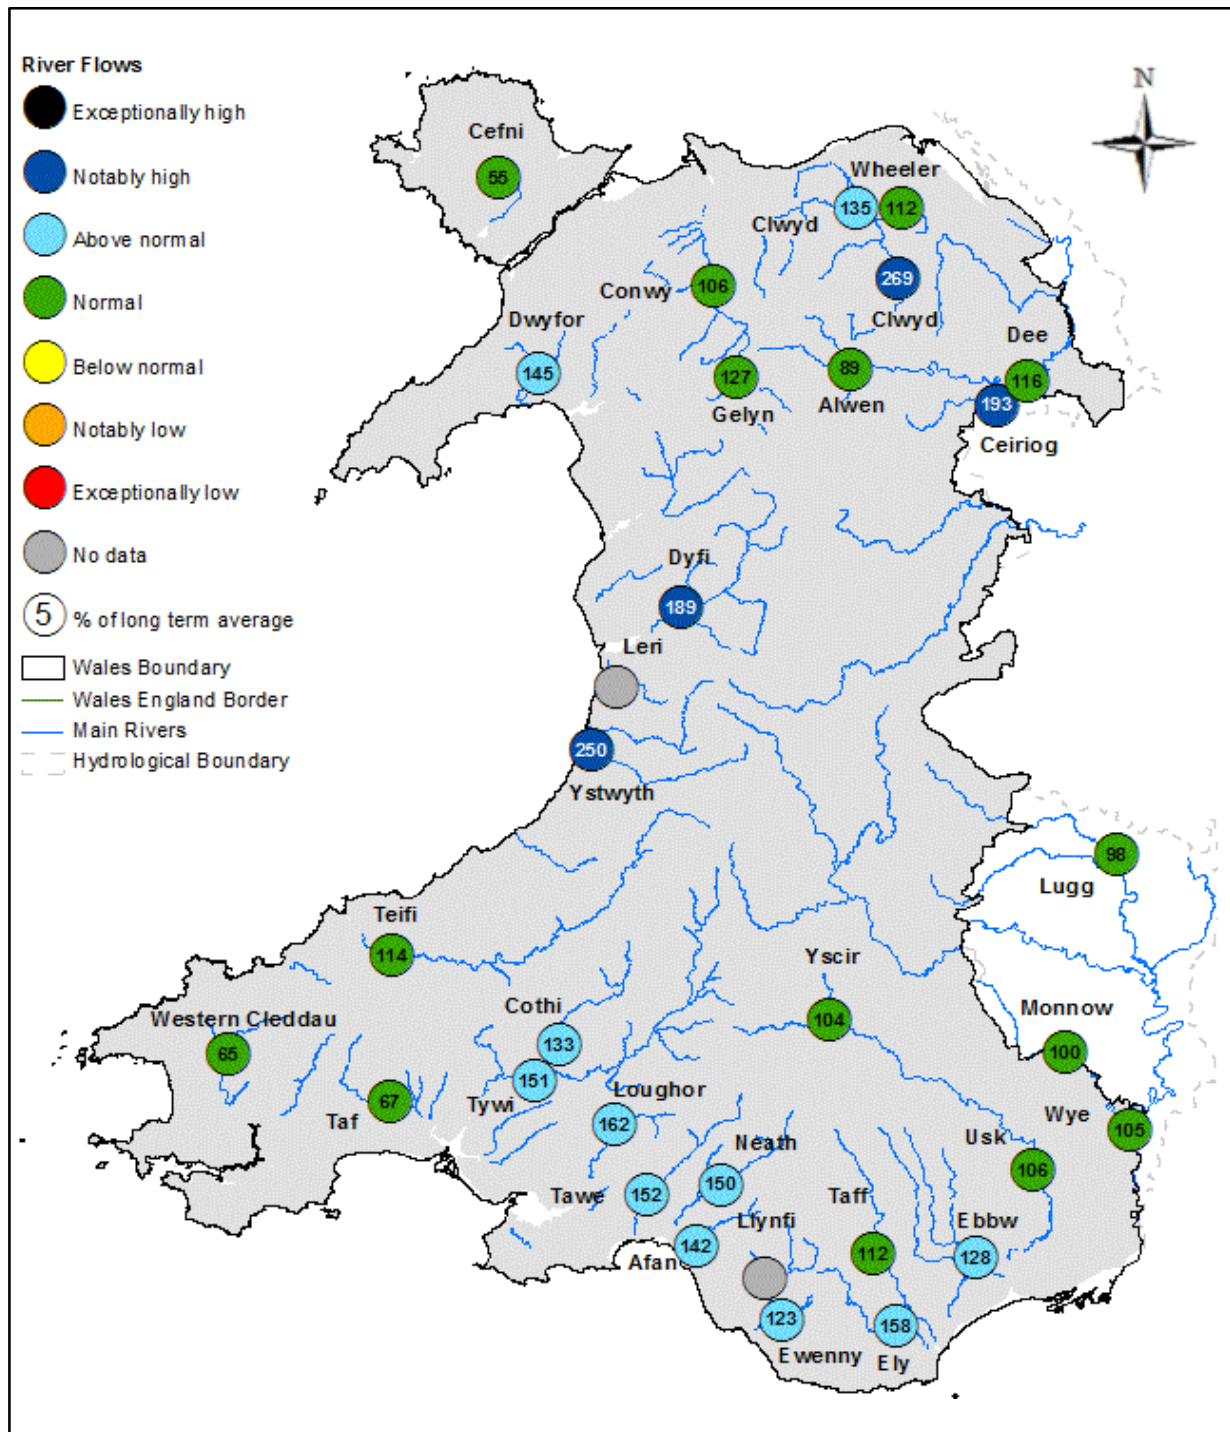 River Flows
Exceptionally high
Notably high
Above normal
Normal
Below normal
Notably low
Exceptionally low
No data
5 % of long term average
Wales Boundary
Wales England Border
Main Rivers
Hydrological Boundary
N
Cefni
55
Wheeler
135
112
Clwyd
269
Clwyd
Conwy
106
Dwyfor
145
127
Gelyn
89
Alwen
Dee
116
193
Ceiriog
Dyfi
189
Leri
250
Ystwyth
98
Lugg
Teifi
114
Yscir
104
Cothi
133
151
Tywi
Western Cleddau
65
Monnow
100
67
Taf
Loughor
162
Wye
105
Usk
106
Neath
150
Tawe
152
Llynfi
Taff
112
Ebbw
128
142
Afan
123
Ewenny
158
Ely